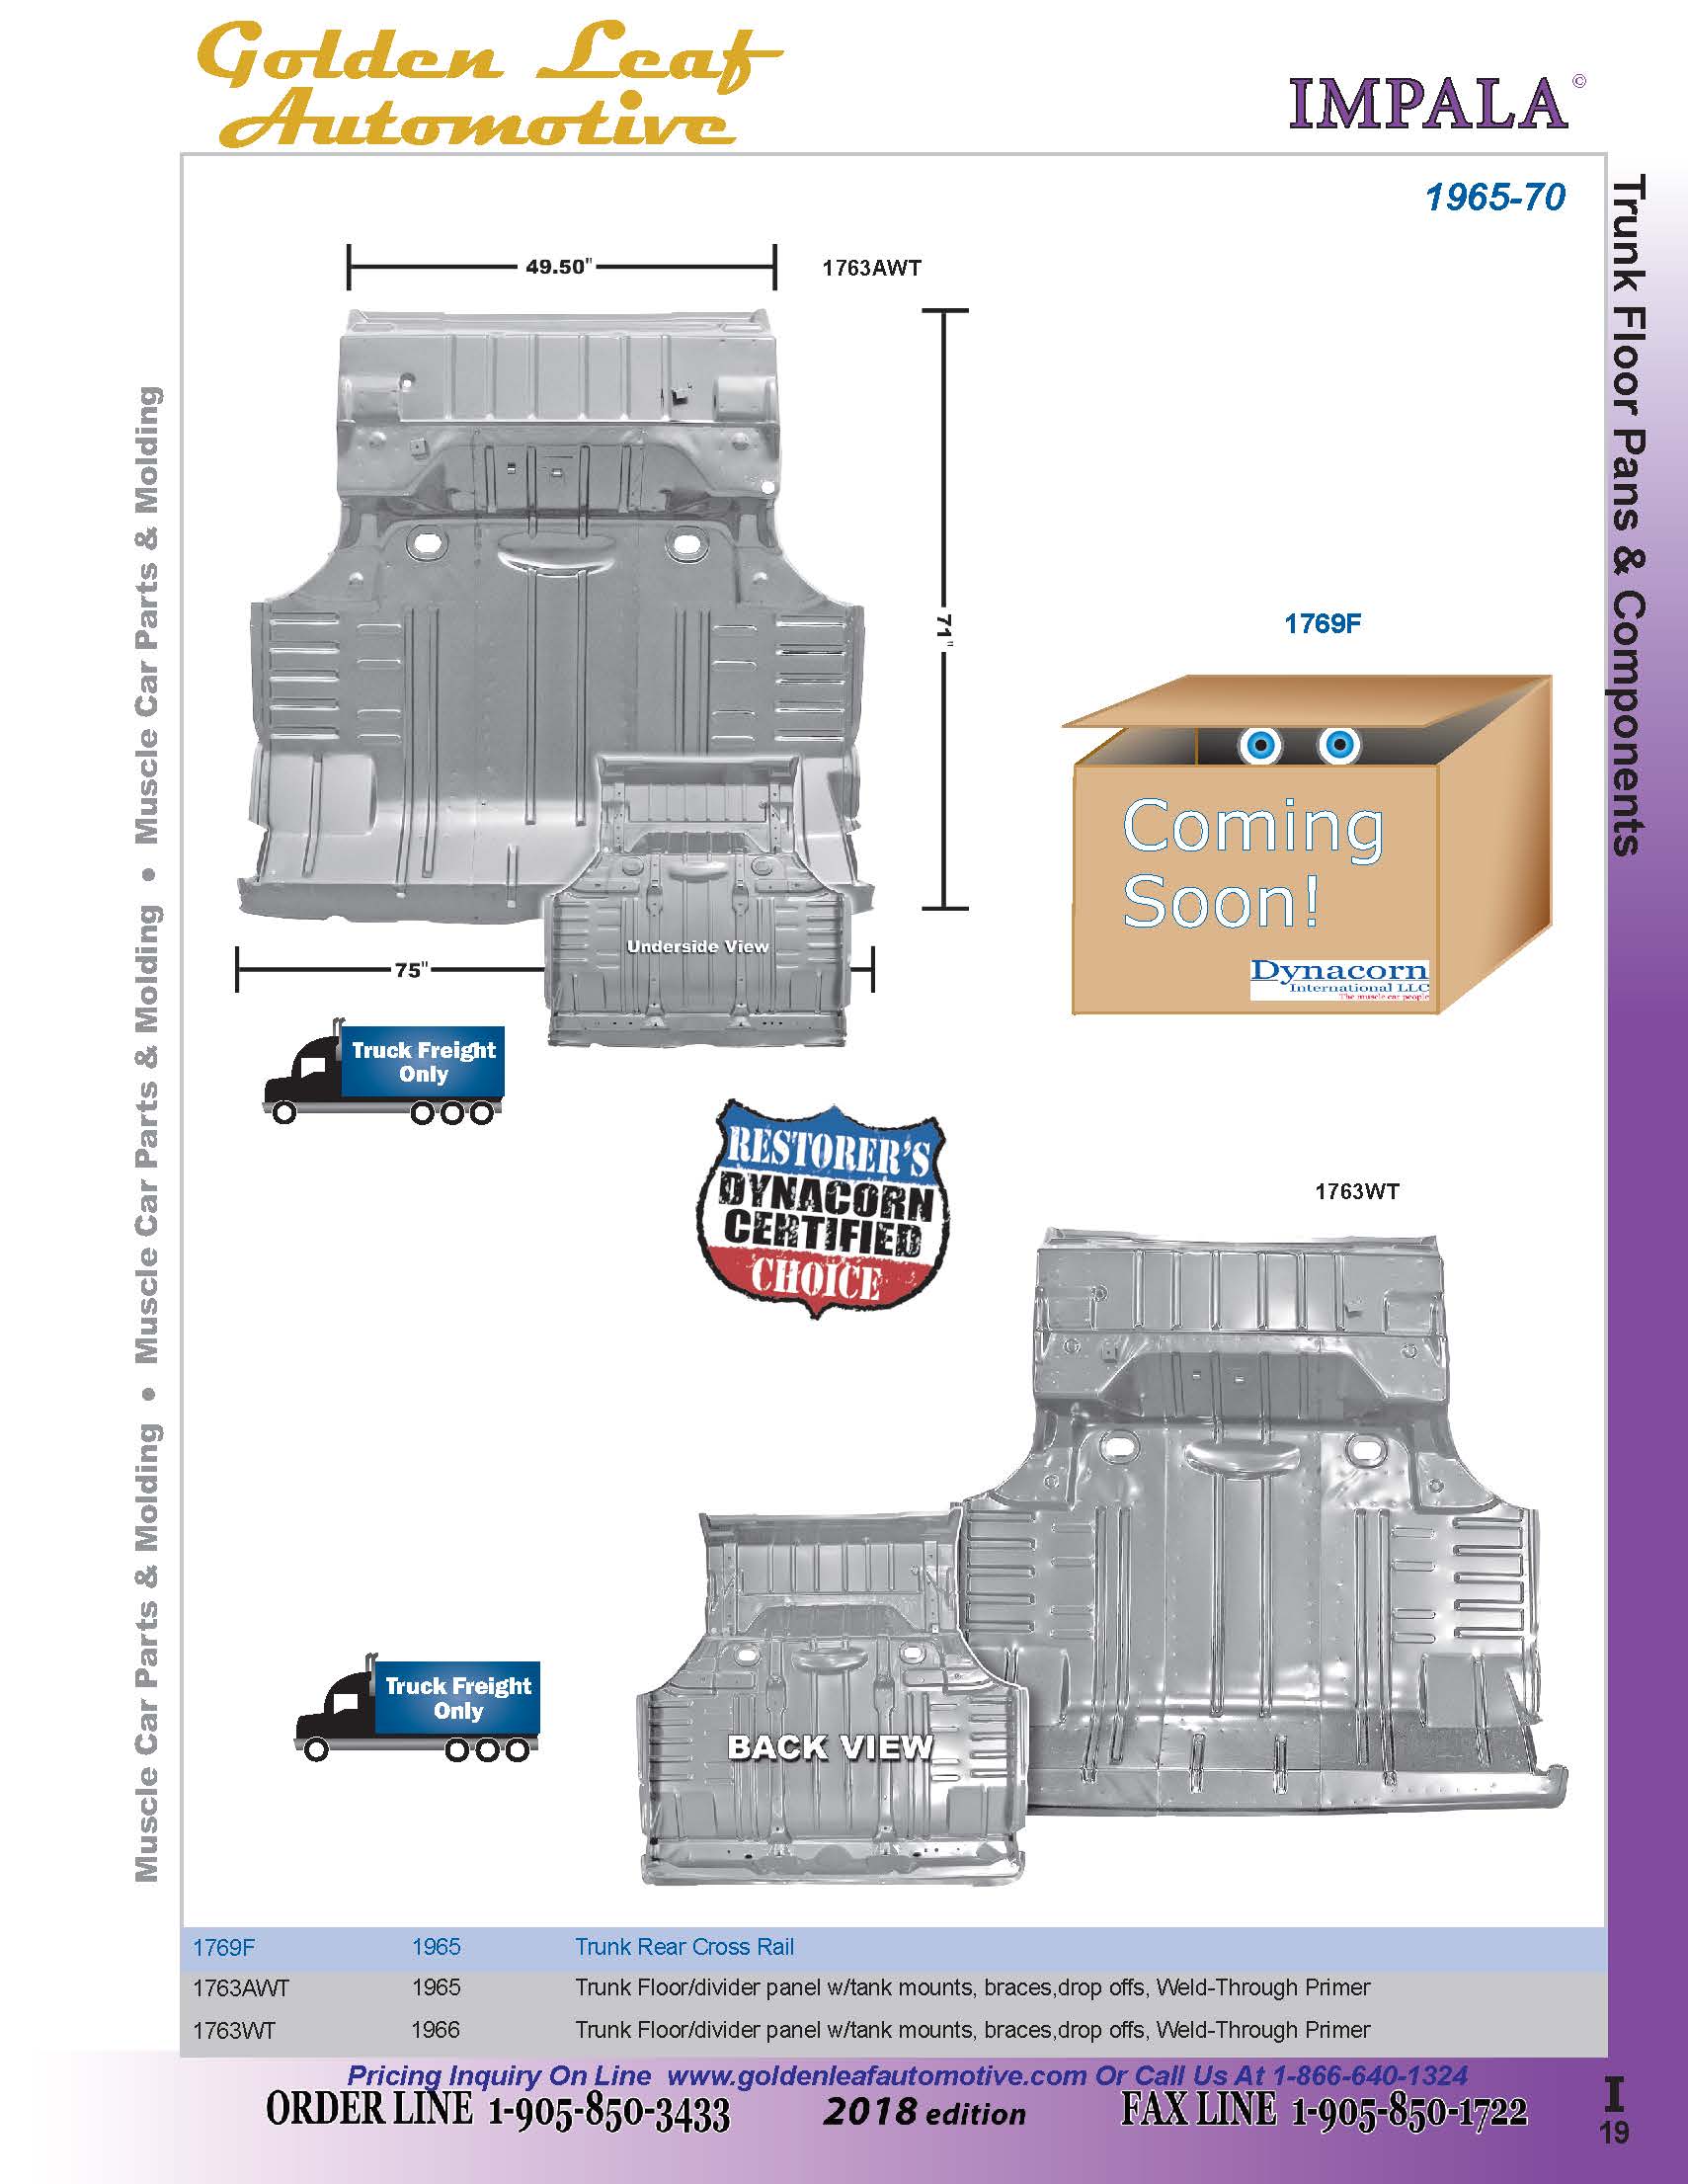 Golden Leaf
Automotive
IMPALA©
1965-70
Trunk Floor Pans & Components
Muscle Car Parts & Molding • Muscle Car Parts & Molding • Muscle Car Parts & Molding
49.50"
1763AWT
71"
1769F
Coming
Soon!
Dynacorn
International LLC
The muscle car people
Underside View
75"
Truck Freight
Only
RESTORER'S
DYNACORN
CERTIFIED
CHOICE
1763WT
Truck Freight
Only
BACK VIEW
1769F 1965 Trunk Rear Cross Rail
1763AWT 1965 Trunk Floor/divider panel w/tank mounts, braces,drop offs, Weld-Through Primer
1763WT 1966 Trunk Floor/divider panel w/tank mounts, braces,drop offs, Weld-Through Primer
Pricing Inquiry On Line www.goldenleafautomotive.com Or Call Us At 1-866-640-1324
ORDER LINE 1-905-850-3433 2018 edition FAX LINE 1-905-850-1722
I
19